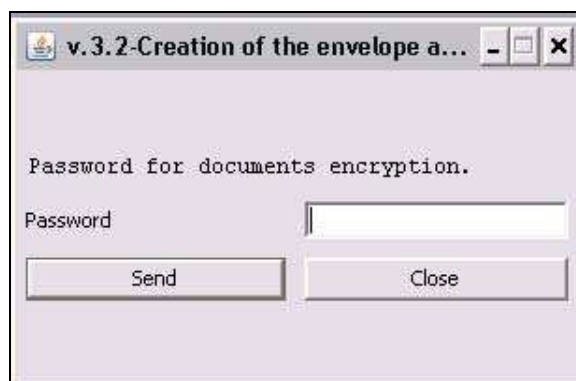 v.3.2-Creation of the envelope a...
Password for documents encryption.
Password
Send Close